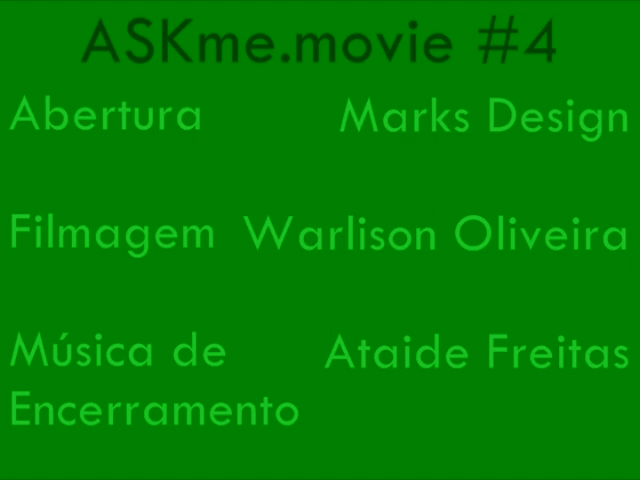 ASKme.movie #4
Abertura Marks Design
Filmagem Warlison Oliveira
Música de Ataide Freitas
Encerramento